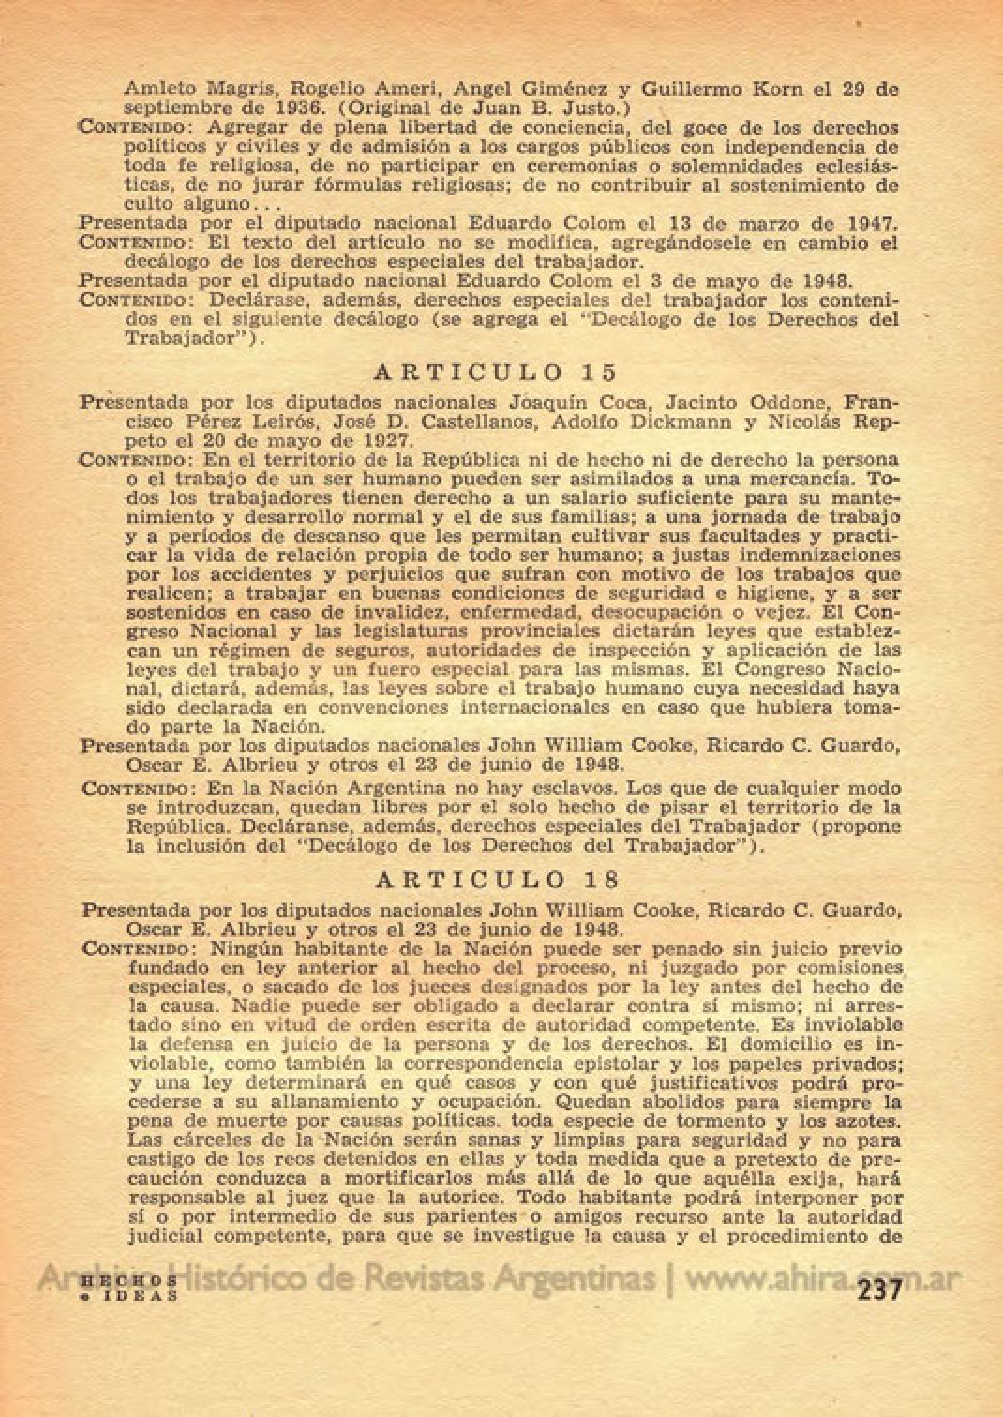 Amleto Magris, Rogelio Ameri, Angel Giménez y Guillermo Korn el 29 de
septiembre de 1936. (Original de Juan B. Justo.)
CONTENIDO: Agregar de plena libertad de conciencia, del goce de los derechos
políticos y civiles y de admisión a los cargos públicos con independencia de
toda fe religiosa, de no participar en ceremonias o solemnidades eclesiás-
ticas, de no jurar fórmulas religiosas; de no contribuir al sostenimiento de
culto alguno...
Presentada por el diputado nacional Eduardo Colom el 13 de marzo de 1947.
CONTENIDO: El texto del artículo no se modifica, agregándosele en cambio el
decálogo de los derechos especiales del trabajador.
Presentada por el diputado nacional Eduardo Colom el 3 de mayo de 1948.
CONTENIDO: Declárase, además, derechos especiales del trabajador los conteni-
dos en el siguiente decálogo (se agrega el "Decálogo de los Derechos del
Trabajador").
ARTICULO 15
Presentada por los diputados nacionales Joaquín Coca, Jacinto Oddone, Fran-
cisco Pérez Leirós, José D. Castellanos, Adolfo Dickmann y Nicolás Rep-
peto el 20 de mayo de 1927.
CONTENIDO: En el territorio de la República ni de hecho ni de derecho la persona
o el trabajo de un ser humano pueden ser asimilados a una mercancía. To-
dos los trabajadores tienen derecho a un salario suficiente para su mante-
nimiento y desarrollo normal y el de sus familias; a una jornada de trabajo
y a períodos de descanso que les permitan cultivar sus facultades y practi-
car la vida de relación propia de todo ser humano; a justas indemnizaciones
por los accidentes y perjuicios que sufran con motivo de los trabajos que
realicen; a trabajar en buenas condiciones de seguridad e higiene, y a ser
sostenidos en caso de invalidez, enfermedad, desocupación o vejez. El Con-
greso Nacional y las legislaturas provinciales dictarán leyes que establez-
can un régimen de seguros, autoridades de inspección y aplicación de las
leyes del trabajo y un fuero especial para las mismas. El Congreso Nacio-
nal, dictará, además, las leyes sobre el trabajo humano cuya necesidad haya
sido declarada en convenciones internacionales en caso que hubiera toma-
do parte la Nación.
Presentada por los diputados nacionales John William Cooke, Ricardo C. Guardo,
Oscar E. Albrieu y otros el 23 de junio de 1948.
CONTENIDO: En la Nación Argentina no hay esclavos. Los que de cualquier modo
se introduzcan, quedan libres por el solo hecho de pisar el territorio de la
República. Decláranse, además, derechos especiales del Trabajador (propone
la inclusión del "Decálogo de los Derechos del Trabajador").
ARTICULO 18
Presentada por los diputados nacionales John William Cooke, Ricardo C. Guardo,
Oscar E. Albrieu y otros el 23 de junio de 1948.
CONTENIDO: Ningún habitante de la Nación puede ser penado sin juicio previo
fundado en ley anterior al hecho del proceso, ni juzgado por comisiones
especiales, o sacado de los jueces designados por la ley antes del hecho de
la causa. Nadie puede ser obligado a declarar contra sí mismo; ni arres-
tado sino en vitud de orden escrita de autoridad competente. Es inviolable
la defensa en juicio de la persona y de los derechos. El domicilio es in-
violable, como también la correspondencia epistolar y los papeles privados;
y una ley determinará en qué casos y con qué justificativos podrá pro-
cederse a su allanamiento y ocupación. Quedan abolidos para siempre la
pena de muerte por causas políticas. toda especie de tormento y los azotes.
Las cárceles de la Nación serán sanas y limpias para seguridad y no para
castigo de los reos detenidos en ellas y toda medida que a pretexto de pre-
caución conduzca a mortificarlos más allá de lo que aquélla exija, hará
responsable al juez que la autorice. Todo habitante podrá interponer por
sí o por intermedio de sus parientes o amigos recurso ante la autoridad
judicial competente, para que se investigue la causa y el procedimiento de
Archivo Histórico de Revistas Argentinas | www.ahira.com.ar
HECHOS
e IDEAS
237